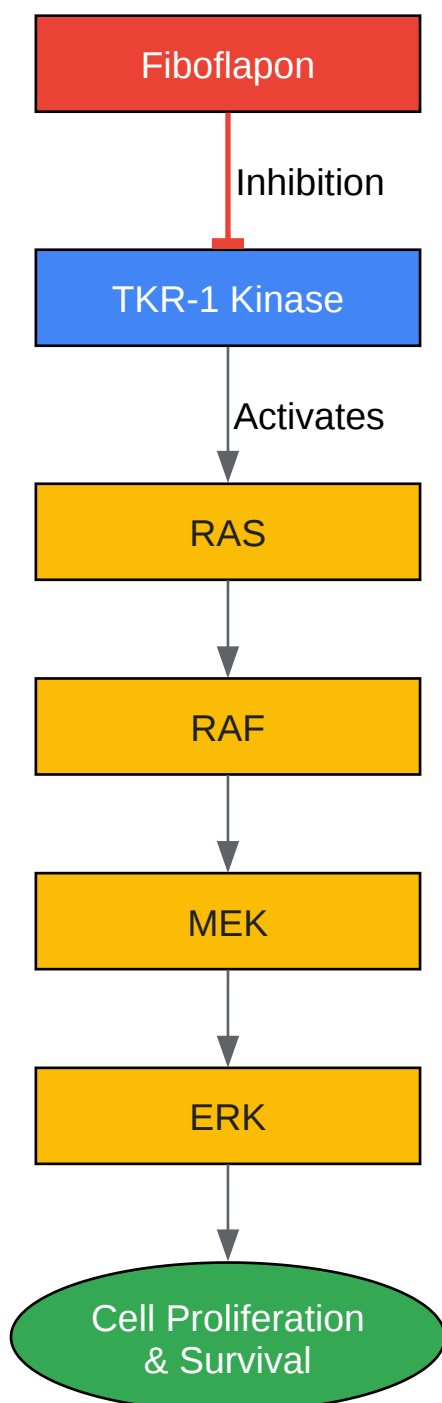 Fiboflapon
Inhibition
TKR-1 Kinase
Activates
RAS
RAF
MEK
ERK
Cell Proliferation
& Survival